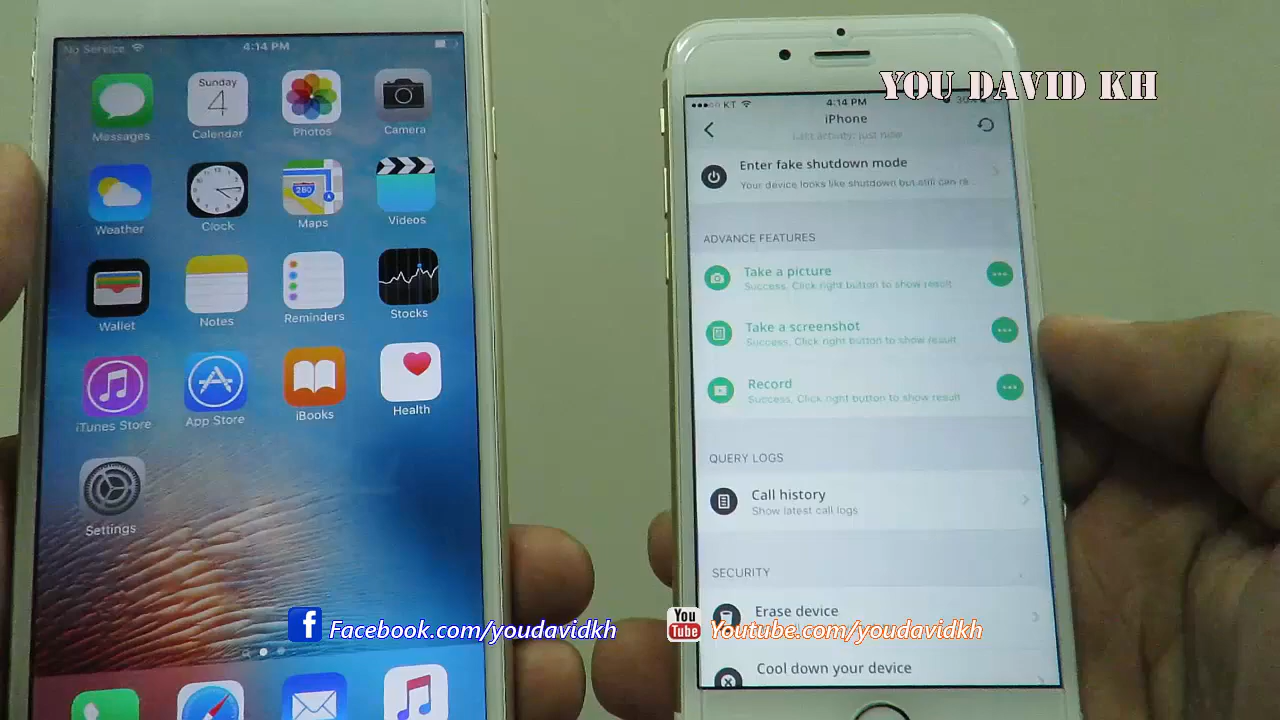 No Service 4:14 PM
Messages
Sunday
4
Calendar
Photos
Camera
Weather
Clock
280
Maps
Videos
Wallet
Notes
Reminders
Stocks
iTunes Store
App Store
iBooks
Health
Settings
YOU DAVID KH
KT 4:14 PM
iPhone
Last activity: just now
Enter fake shutdown mode
Your device looks like shutdown but still can re...
ADVANCE FEATURES
Take a picture
Success, Click right button to show result
Take a screenshot
Success, Click right button to show result
Record
Success, Click right button to show result
QUERY LOGS
Call history
Show latest call logs
SECURITY
Erase device
Cool down your device
f Facebook.com/youdavidkh
You
Tube
Youtube.com/youdavidkh